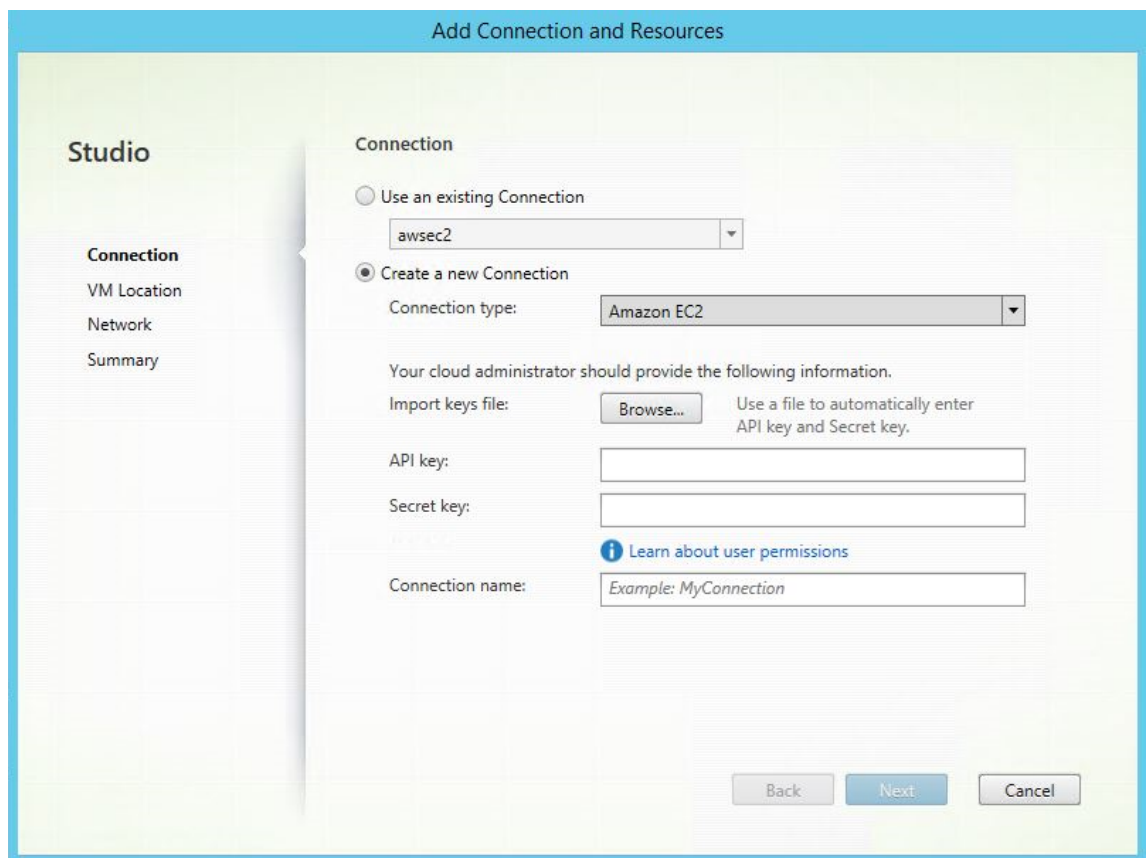 Add Connection and Resources
Studio
Connection
VM Location
Network
Summary
Connection
Use an existing Connection
awsec2
Create a new Connection
Connection type: Amazon EC2
Your cloud administrator should provide the following information.
Import keys file: Browse... Use a file to automatically enter
API key and Secret key.
API key:
Secret key:
Learn about user permissions
Connection name: Example: MyConnection
Back Next Cancel